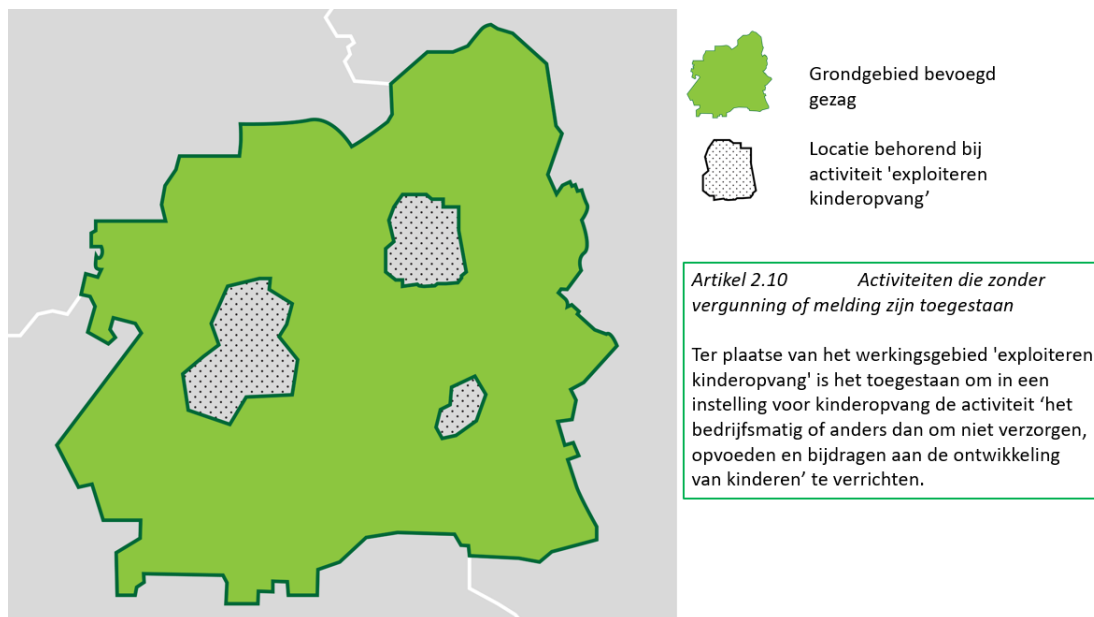 Grondgebied bevoegd
gezag
Locatie behorend bij
activiteit 'exploiteren
kinderopvang’
Artikel 2.10 Activiteiten die zonder
vergunning of melding zijn toegestaan
Ter plaatse van het werkingsgebied 'exploiteren
kinderopvang' is het toegestaan om in een
instelling voor kinderopvang de activiteit ‘het
bedrijfsmatig of anders dan om niet verzorgen,
opvoeden en bijdragen aan de ontwikkeling
van kinderen’ te verrichten.